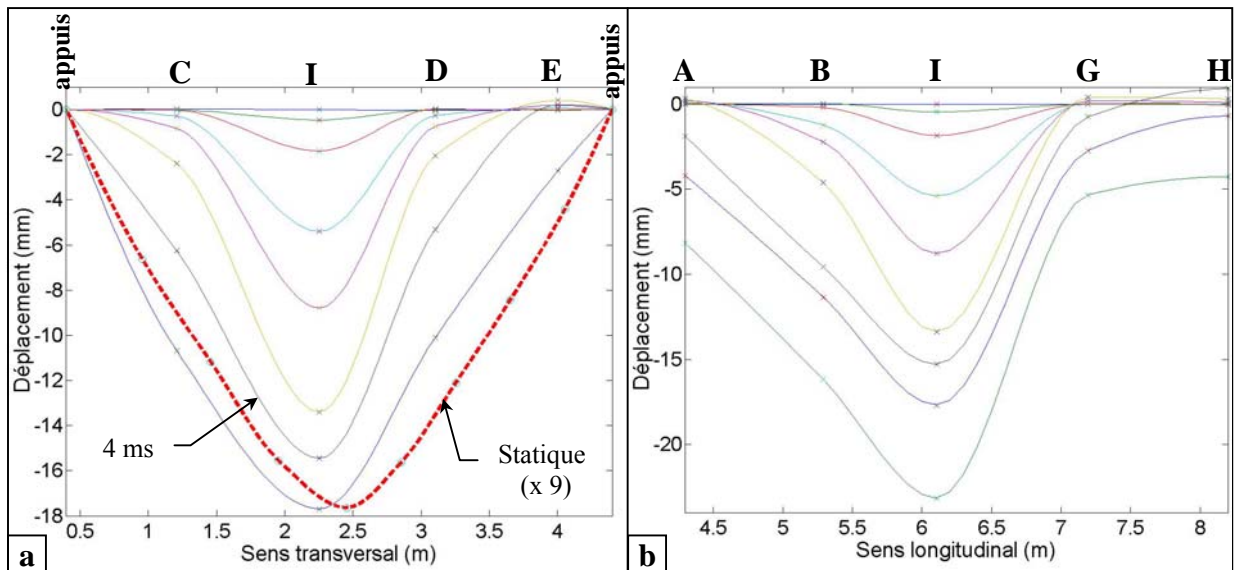 appuis C I D E appuis
0
-2
-4
-6
-8
-10
-12
-14
-16
-18
0.5 1 1.5 2 2.5 3 3.5 4
Déplacement (mm)
Sens transversal (m)
4 ms
Statique
(x 9)
a
A B I G H
0
-5
-10
-15
-20
4.5 5 5.5 6 6.5 7 7.5 8
Déplacement (mm)
Sens longitudinal (m)
b